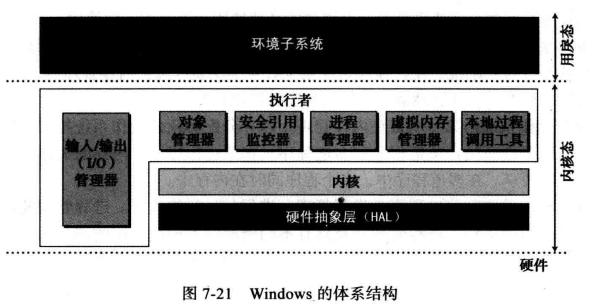 环境子系统
用户态
执行者
输入/输出
（I/O）
管理器
对象
管理器
安全引用
监控器
进程
管理器
虚拟内存
管理器
本地过程
调用工具
内核态
内核
硬件抽象层（HAL）
硬件
图 7-21 Windows 的体系结构